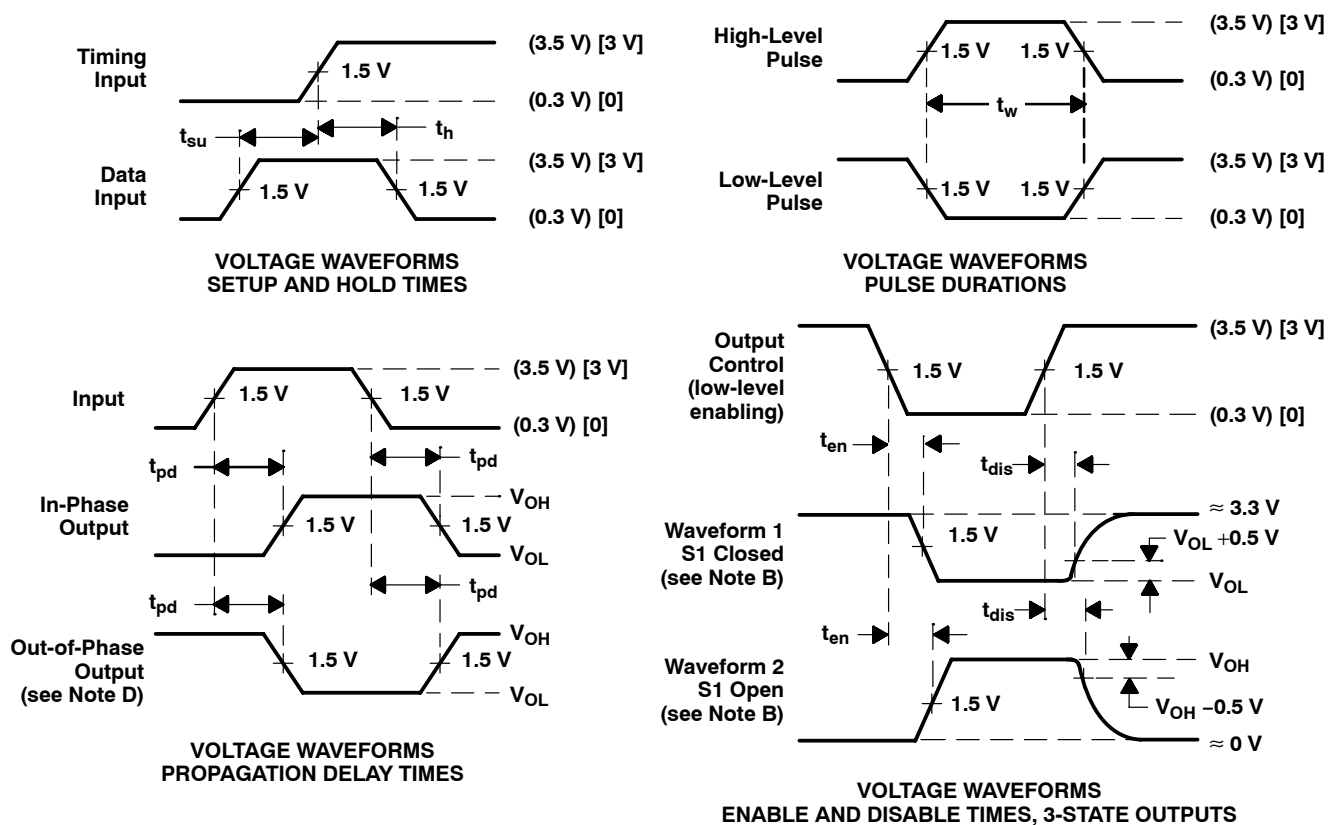 Timing
Input
1.5 V
(3.5 V) [3 V]
(0.3 V) [0]
tsu
th
Data
Input
1.5 V
1.5 V
(3.5 V) [3 V]
(0.3 V) [0]
VOLTAGE WAVEFORMS
SETUP AND HOLD TIMES
High-Level
Pulse
1.5 V
1.5 V
(3.5 V) [3 V]
(0.3 V) [0]
tw
Low-Level
Pulse
1.5 V
1.5 V
(3.5 V) [3 V]
(0.3 V) [0]
VOLTAGE WAVEFORMS
PULSE DURATIONS
Input
1.5 V
1.5 V
(3.5 V) [3 V]
(0.3 V) [0]
tpd
tpd
In-Phase
Output
1.5 V
1.5 V
VOH
VOL
tpd
tpd
Out-of-Phase
Output
(see Note D)
1.5 V
1.5 V
VOH
VOL
VOLTAGE WAVEFORMS
PROPAGATION DELAY TIMES
Output
Control
(low-level
enabling)
1.5 V
1.5 V
(3.5 V) [3 V]
(0.3 V) [0]
ten
tdis
Waveform 1
S1 Closed
(see Note B)
1.5 V
≈ 3.3 V
VOL +0.5 V
VOL
ten
tdis
Waveform 2
S1 Open
(see Note B)
1.5 V
VOH
VOH −0.5 V
≈ 0 V
VOLTAGE WAVEFORMS
ENABLE AND DISABLE TIMES, 3-STATE OUTPUTS